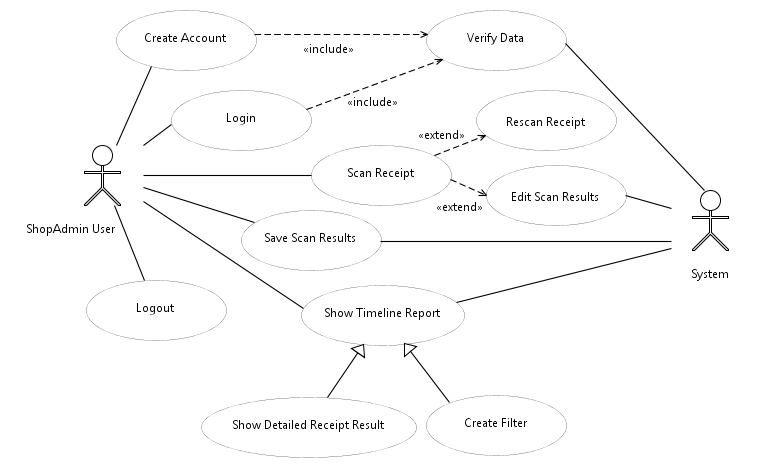 Create Account
«include»
Verify Data
Login
«include»
Rescan Receipt
«extend»
Scan Receipt
«extend»
Edit Scan Results
ShopAdmin User
Save Scan Results
System
Logout
Show Timeline Report
Show Detailed Receipt Result
Create Filter